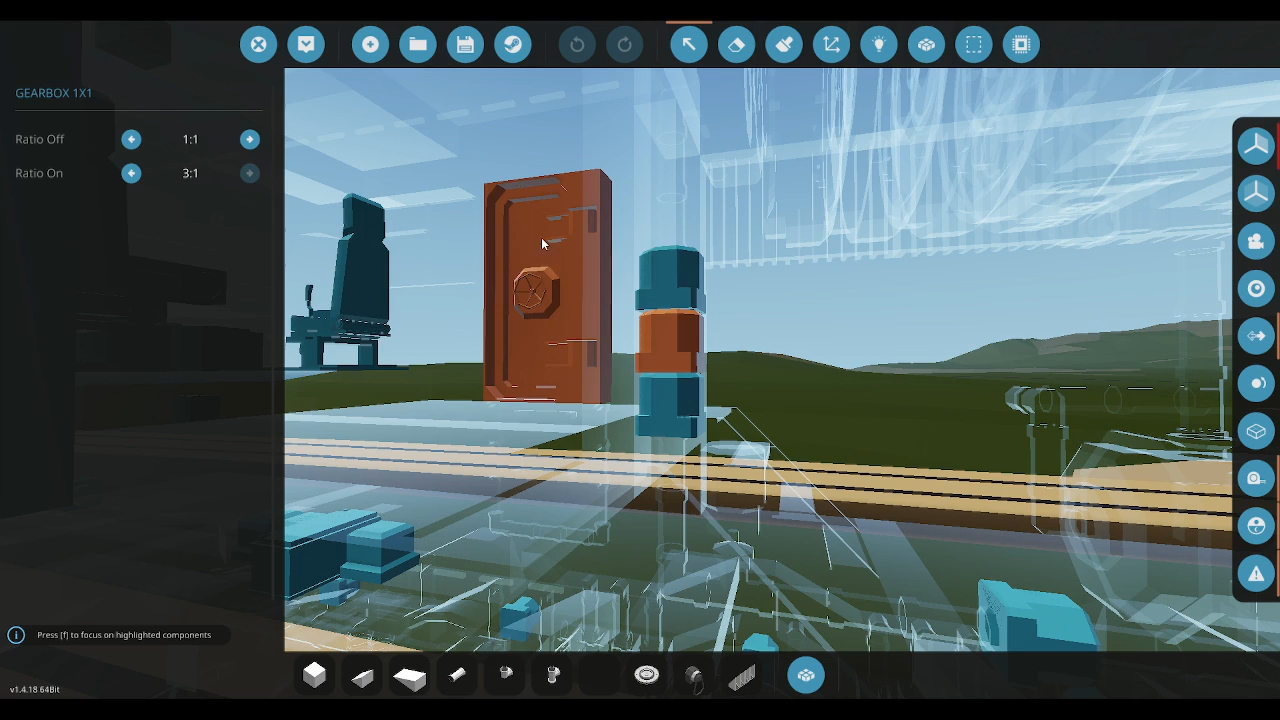 GEARBOX 1X1
Ratio Off 1:1
Ratio On 3:1
Press [f] to focus on highlighted components
v1.4.18 64Bit